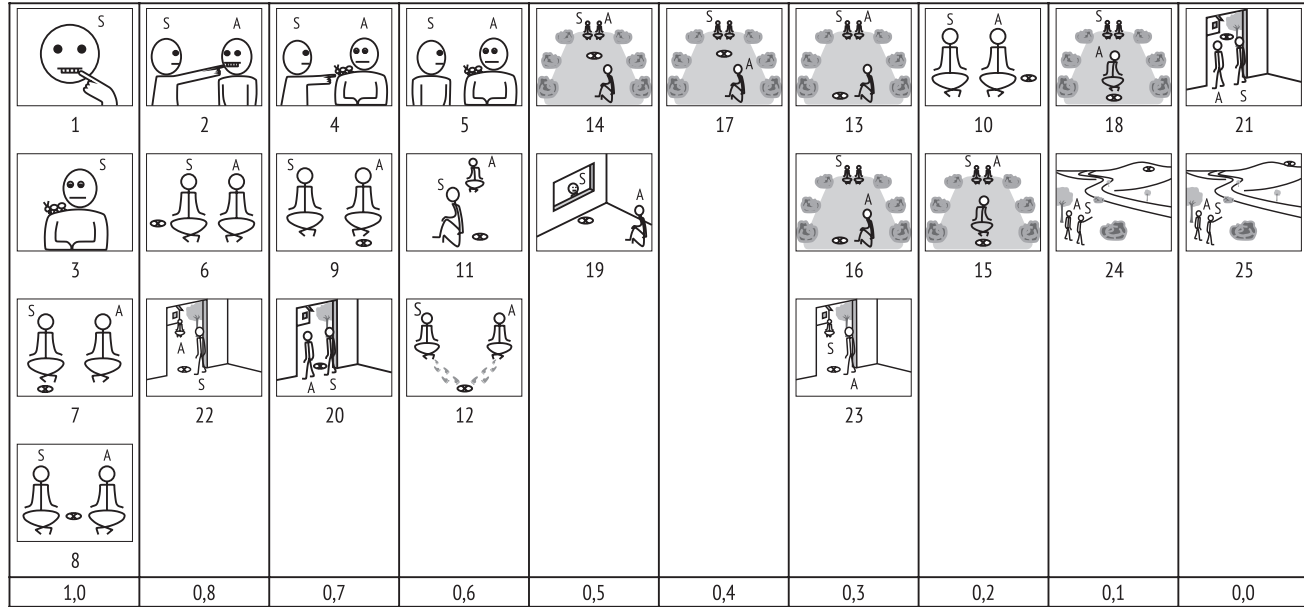 S S A S A S A S A S A S A S A S A A S
1 2 4 5 14 17 13 10 18 21
S S A S A S A S A S A S A A S A S
3 6 9 11 19 16 15 24 25
S A A S A S S A S A
7 22 20 12 23
S A
8
1,0 0,8 0,7 0,6 0,5 0,4 0,3 0,2 0,1 0,0